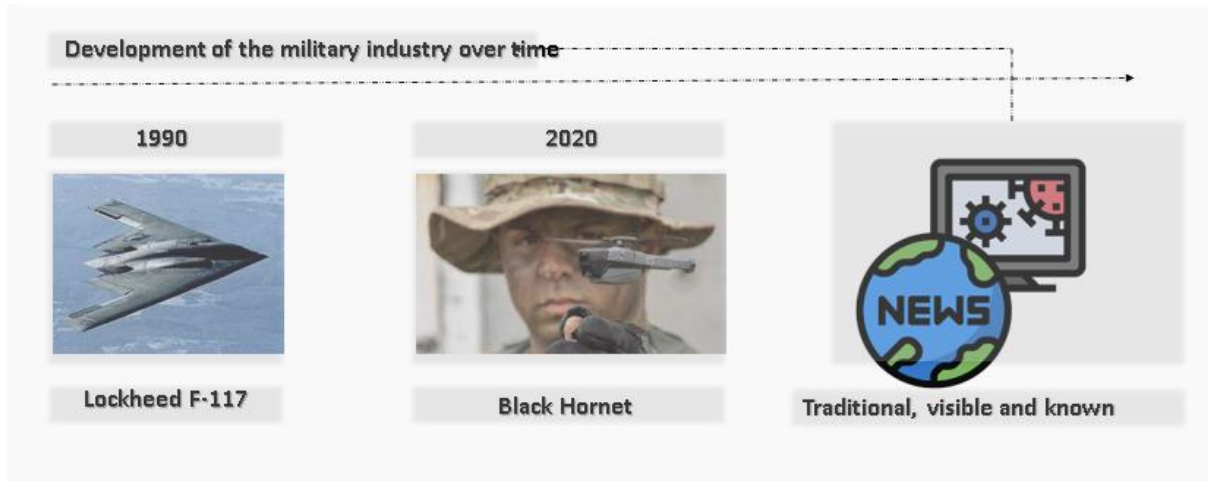 Development of the military industry over time
1990
2020
NEWS
Lockheed F-117
Black Hornet
Traditional, visible and known